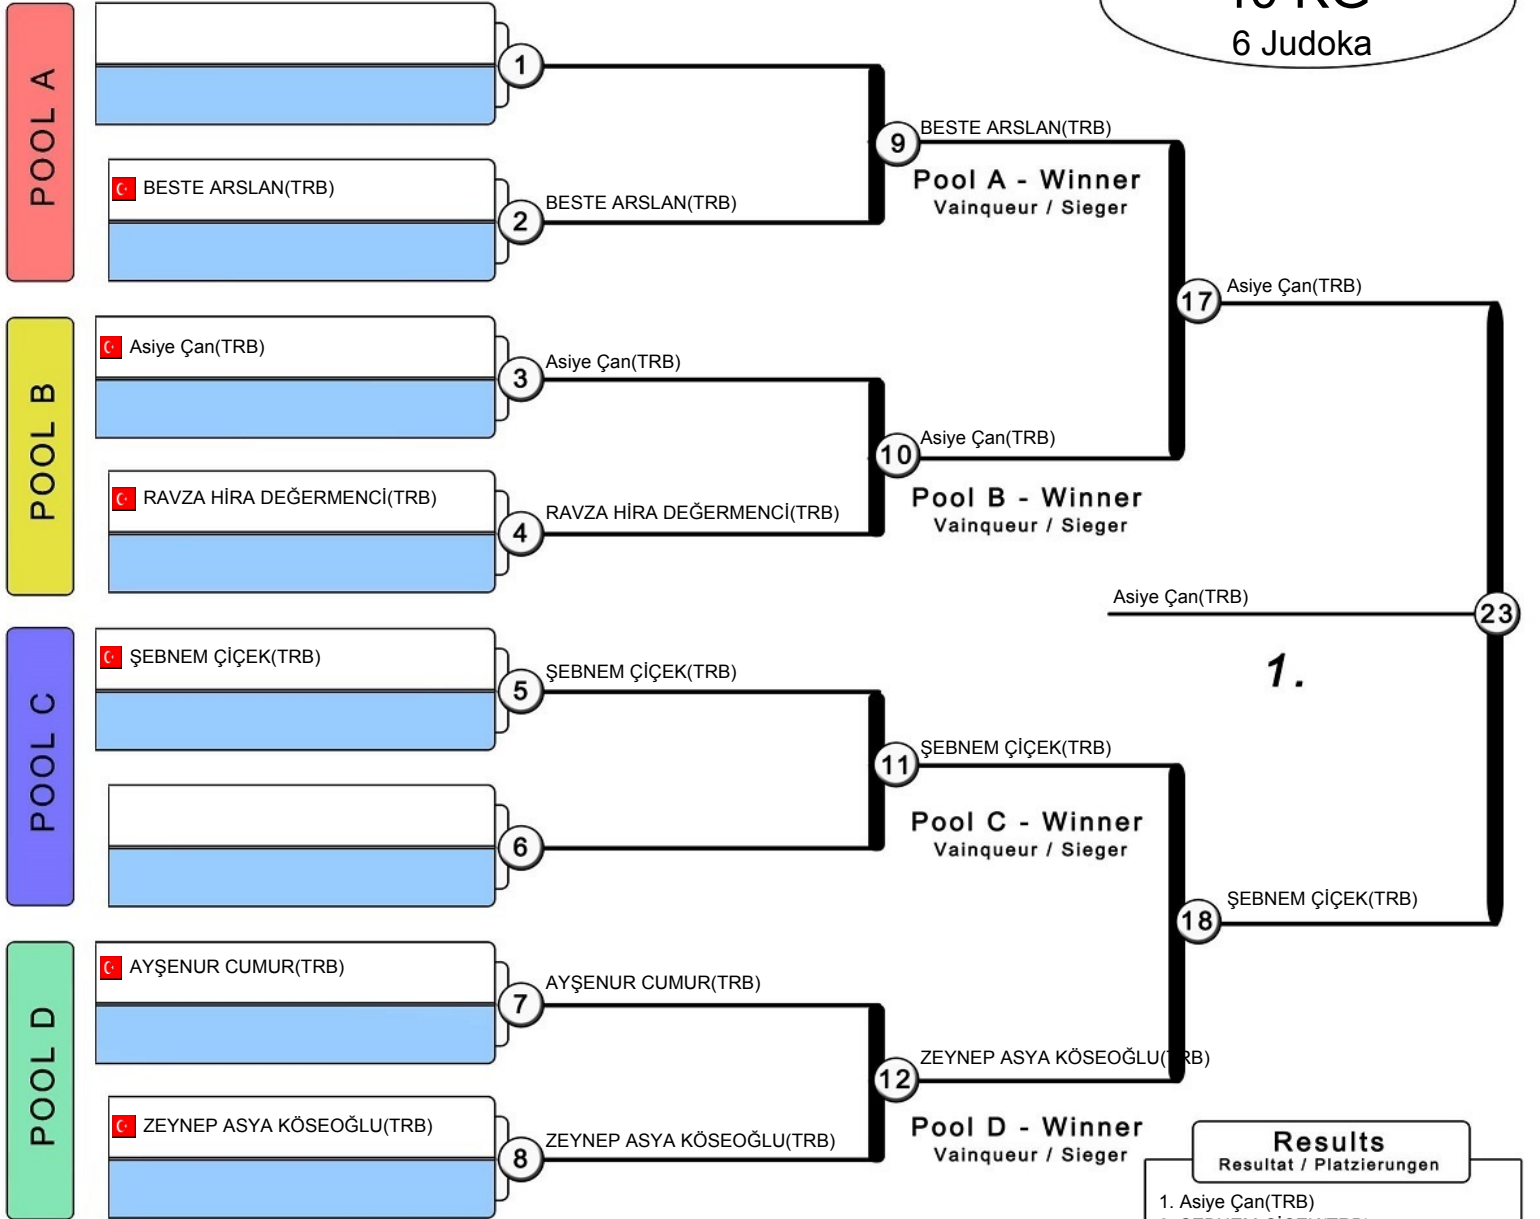 KG
6 Judoka
POOL A
1
BESTE ARSLAN(TRB)
2
BESTE ARSLAN(TRB)
9
BESTE ARSLAN(TRB)
Pool A - Winner
Vainqueur / Sieger
17
Asiye Çan(TRB)
POOL B
Asiye Çan(TRB)
3
Asiye Çan(TRB)
RAVZA HİRA DEĞERMENCİ(TRB)
4
RAVZA HİRA DEĞERMENCİ(TRB)
10
Asiye Çan(TRB)
Pool B - Winner
Vainqueur / Sieger
Asiye Çan(TRB)
23
1.
POOL C
ŞEBNEM ÇİÇEK(TRB)
5
ŞEBNEM ÇİÇEK(TRB)
6
11
ŞEBNEM ÇİÇEK(TRB)
Pool C - Winner
Vainqueur / Sieger
18
ŞEBNEM ÇİÇEK(TRB)
POOL D
AYŞENUR CUMUR(TRB)
7
AYŞENUR CUMUR(TRB)
ZEYNEP ASYA KÖSEOĞLU(TRB)
8
ZEYNEP ASYA KÖSEOĞLU(TRB)
12
ZEYNEP ASYA KÖSEOĞLU(TRB)
Pool D - Winner
Vainqueur / Sieger
Results
Resultat / Platzierungen
1. Asiye Çan(TRB)